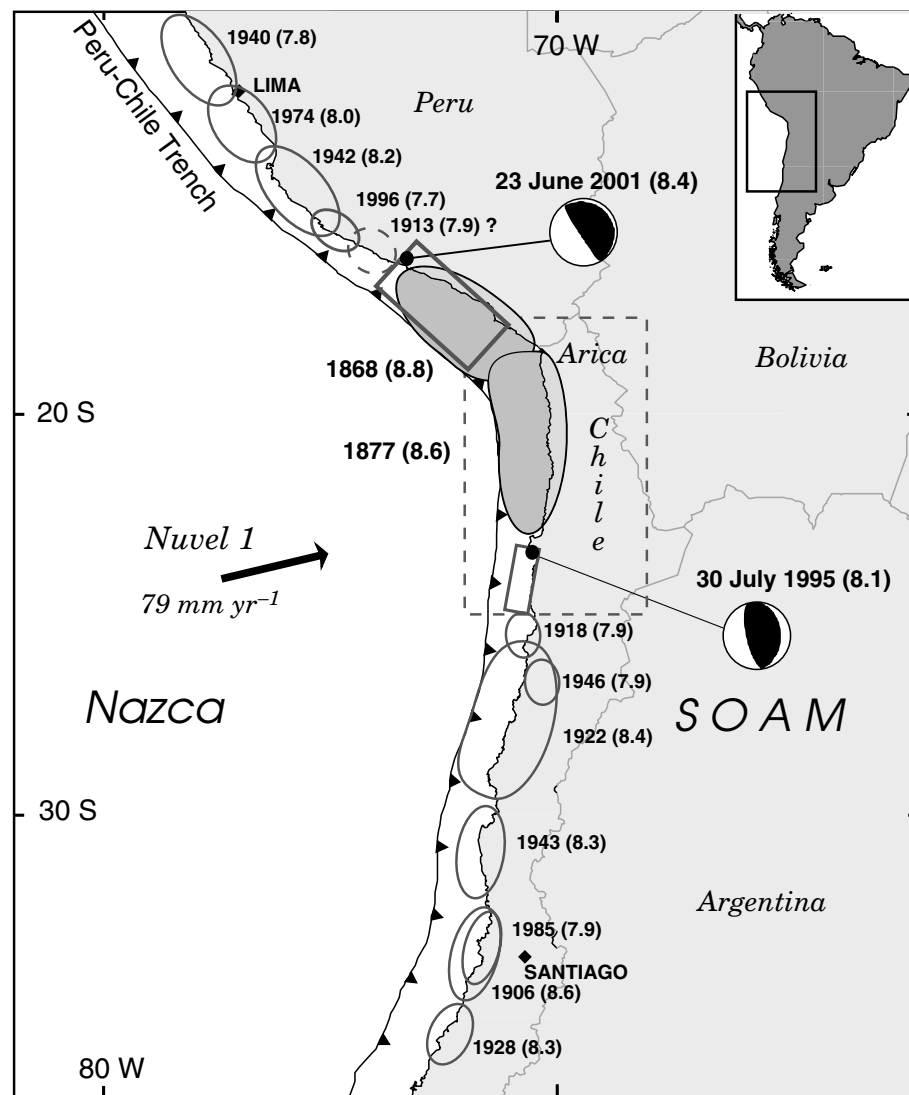 1940 (7.8)
70 W
Peru-Chile Trench
LIMA
Peru
1974 (8.0)
1942 (8.2)
23 June 2001 (8.4)
1996 (7.7)
1913 (7.9) ?
Arica
Bolivia
1868 (8.8)
20 S
Chile
1877 (8.6)
Nuvel 1
79 mm yr–1
30 July 1995 (8.1)
1918 (7.9)
1946 (7.9)
Nazca
SOAM
1922 (8.4)
30 S
1943 (8.3)
Argentina
1985 (7.9)
SANTIAGO
1906 (8.6)
1928 (8.3)
80 W